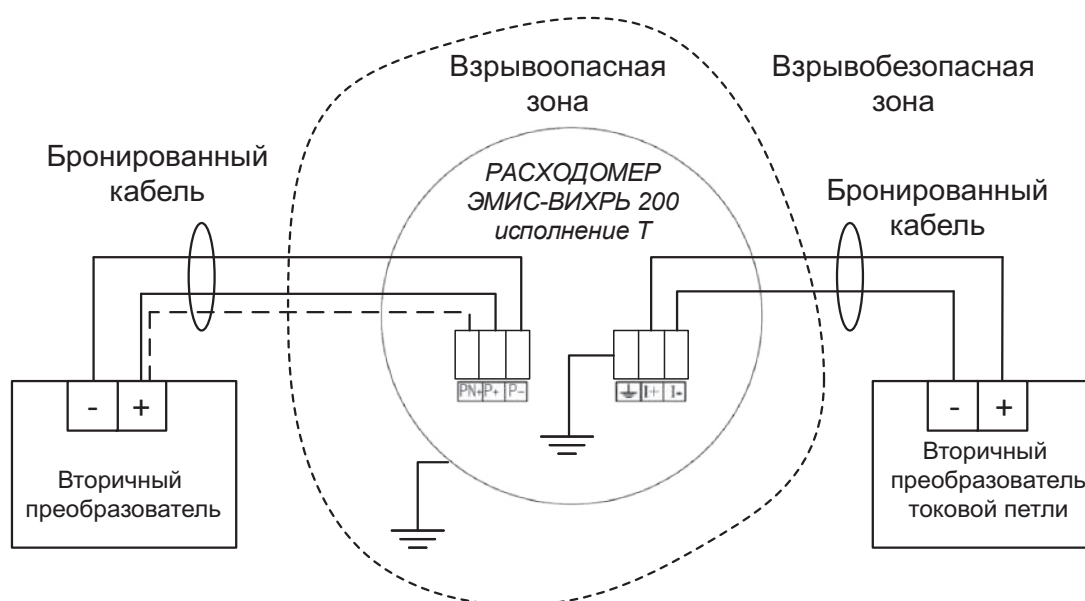 Взрывоопасная
зона
Взрывобезопасная
зона
Бронированный
кабель
РАСХОДОМЕР
ЭМИС-ВИХРЬ 200
исполнение Т
Бронированный
кабель
PN+ P+ P-
I+ I-
- +
Вторичный
преобразователь
- +
Вторичный
преобразователь
токовой петли